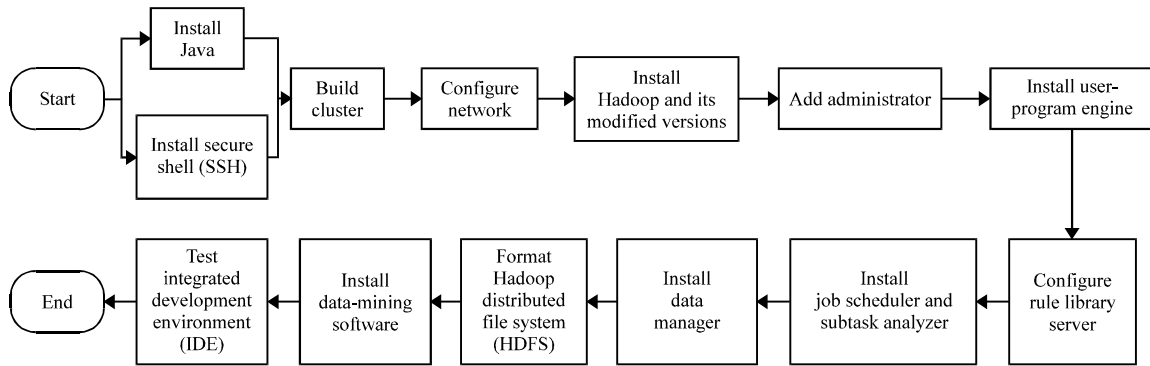 Start
Install
Java
Install secure
shell (SSH)
Build
cluster
Configure
network
Install
Hadoop and its
modified versions
Add administrator
Install user-
program engine
Configure
rule library
server
Install
job scheduler and
subtask analyzer
Install
data
manager
Format
Hadoop
distributed
file system
(HDFS)
Install
data-mining
software
Test
integrated
development
environment
(IDE)
End